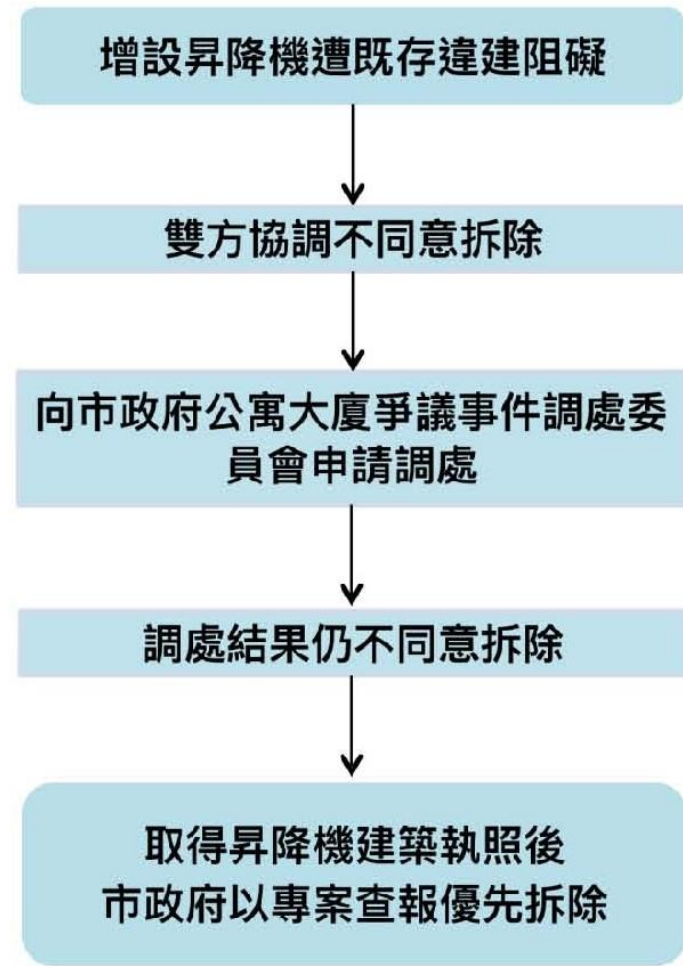 增設昇降機遭既存違建阻礙
雙方協調不同意拆除
向市政府公寓大廈爭議事件調處委
員會申請調處
調處結果仍不同意拆除
取得昇降機建築執照後
市政府以專案查報優先拆除